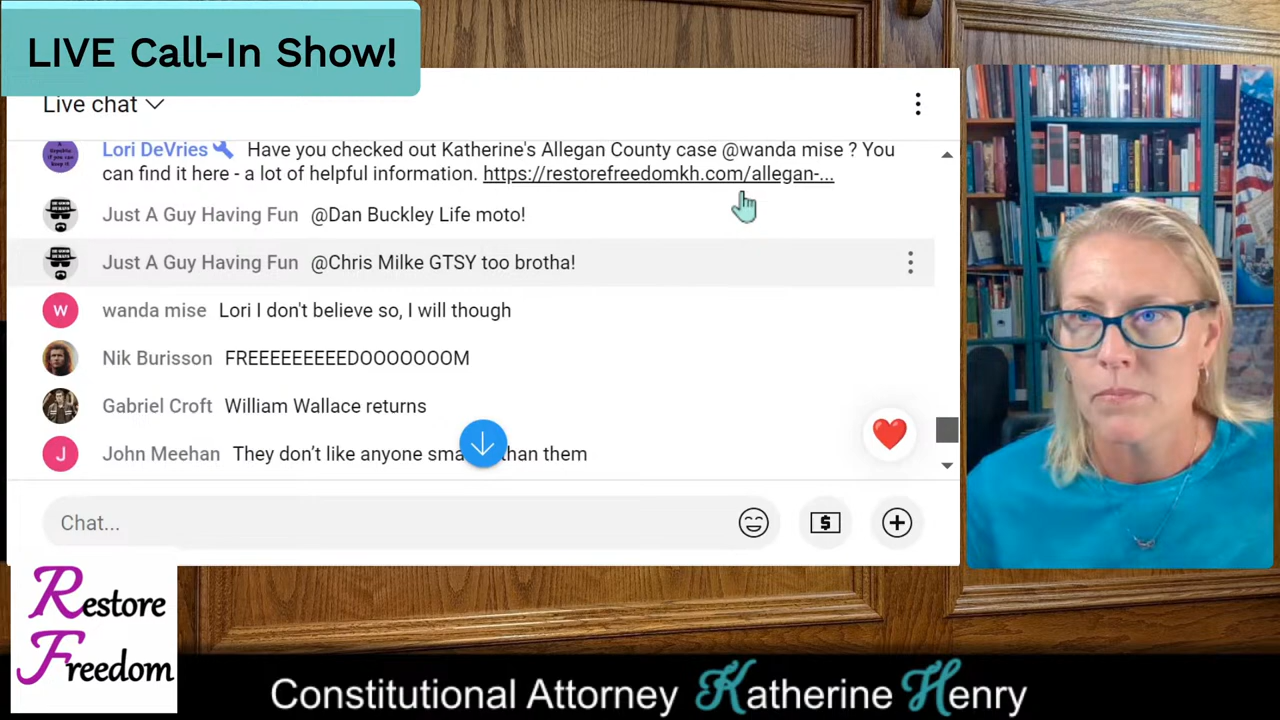 LIVE Call-In Show!
Live chat
Lori DeVries Have you checked out Katherine's Allegan County case @wanda mise ? You
can find it here - a lot of helpful information. https://restorefreedomkh.com/allegan-...
Just A Guy Having Fun @Dan Buckley Life moto!
Just A Guy Having Fun @Chris Milke GTSY too brotha!
W
wanda mise Lori I don't believe so, I will though
Nik Burisson FREEEEEEEEEDOOOOOOM
Gabriel Croft William Wallace returns
J
John Meehan They don't like anyone than them
Chat...
$
Restore
Freedom
Constitutional Attorney Katherine Henry